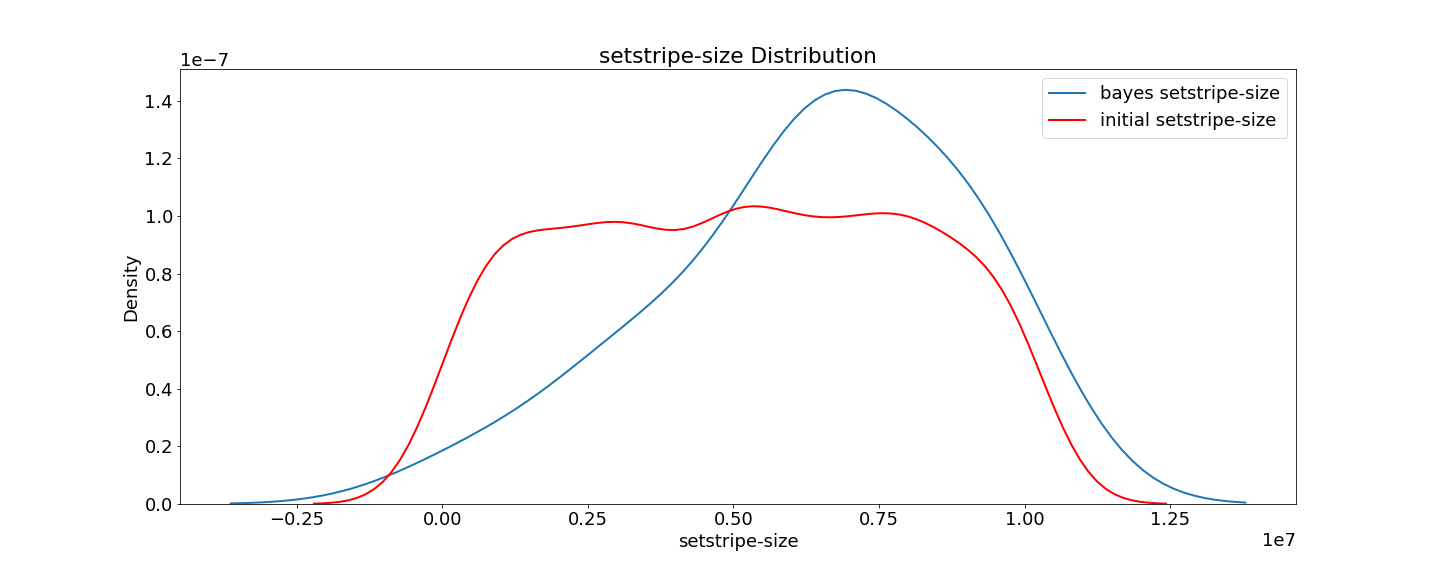 setstripe-size Distribution
1e−7
bayes setstripe-size
initial setstripe-size
1.4
1.2
1.0
0.8
0.6
0.4
0.2
0.0
Density
−0.25
0.00
0.25
0.50
0.75
1.00
1.25
setstripe-size
1e7